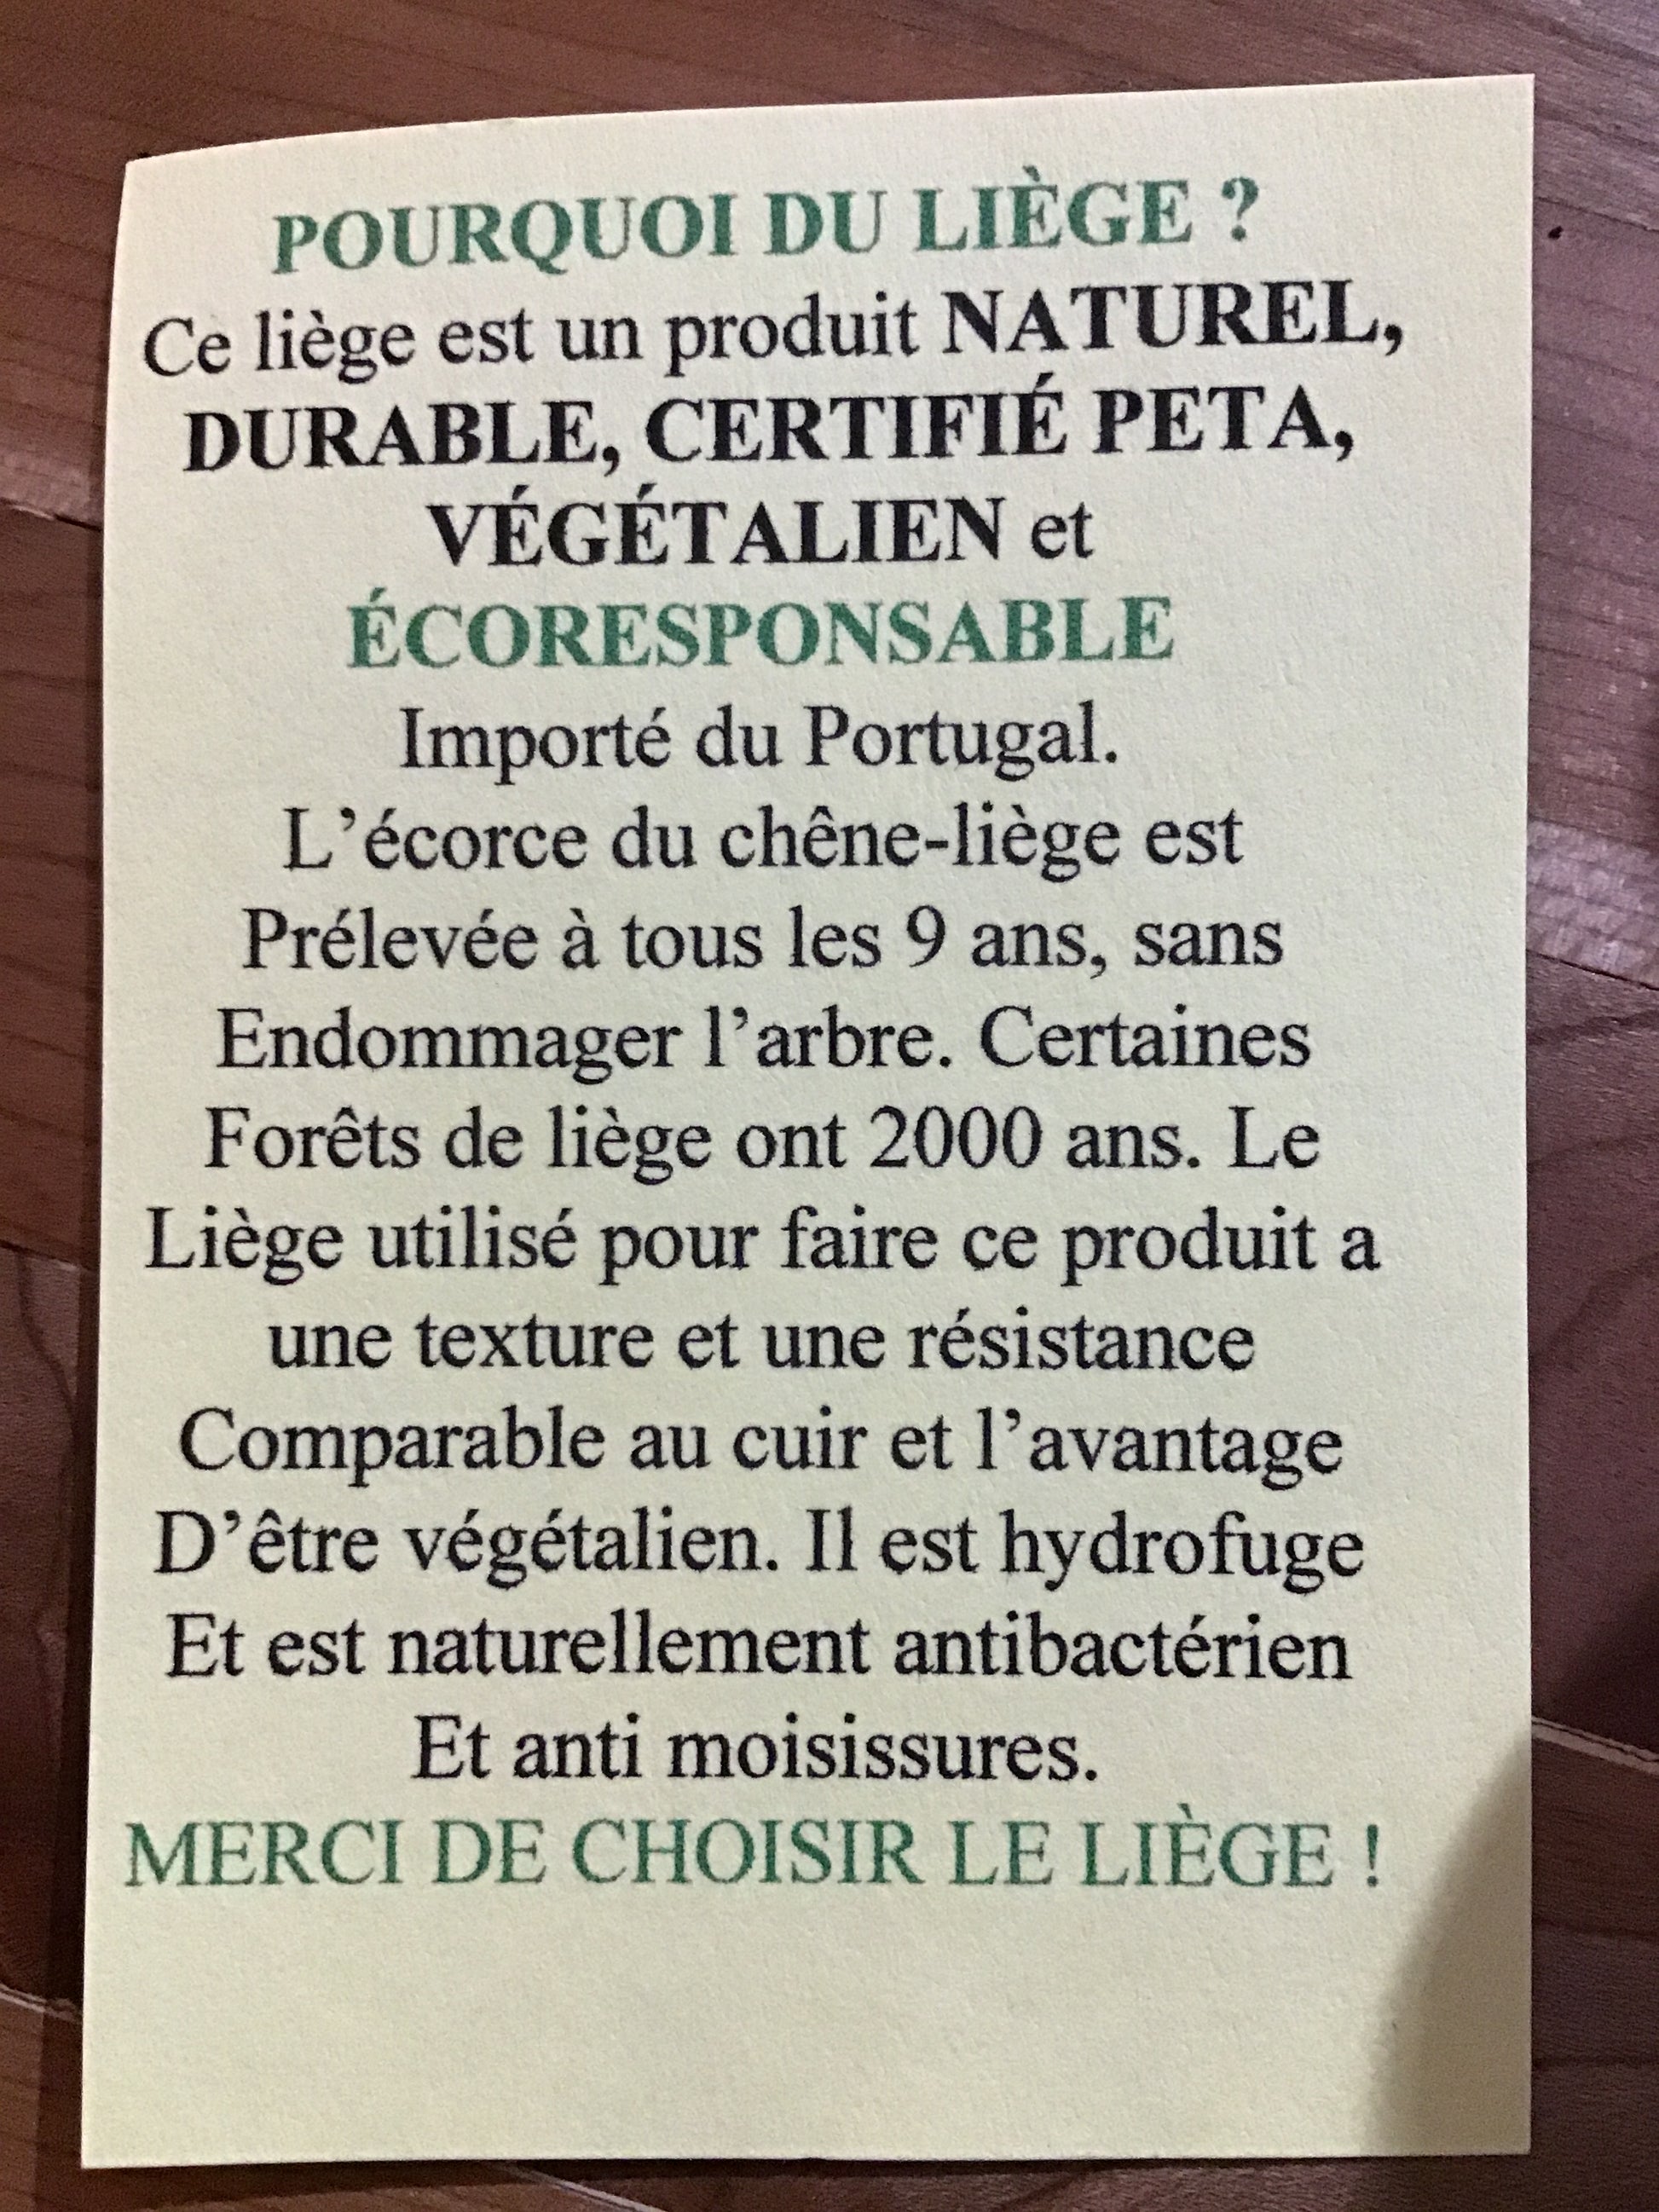 POURQUOI DU LIÈGE ?
Ce liège est un produit NATUREL,
DURABLE, CERTIFIÉ PETA,
VÉGÉTALIEN et
ÉCORESPONSABLE
Importé du Portugal.
L’écorce du chêne-liège est
Prélevée à tous les 9 ans, sans
Endommager l’arbre. Certaines
Forêts de liège ont 2000 ans. Le
Liège utilisé pour faire ce produit a
une texture et une résistance
Comparable au cuir et l’avantage
D’être végétalien. Il est hydrofuge
Et est naturellement antibactérien
Et anti moisissures.
MERCI DE CHOISIR LE LIÈGE !